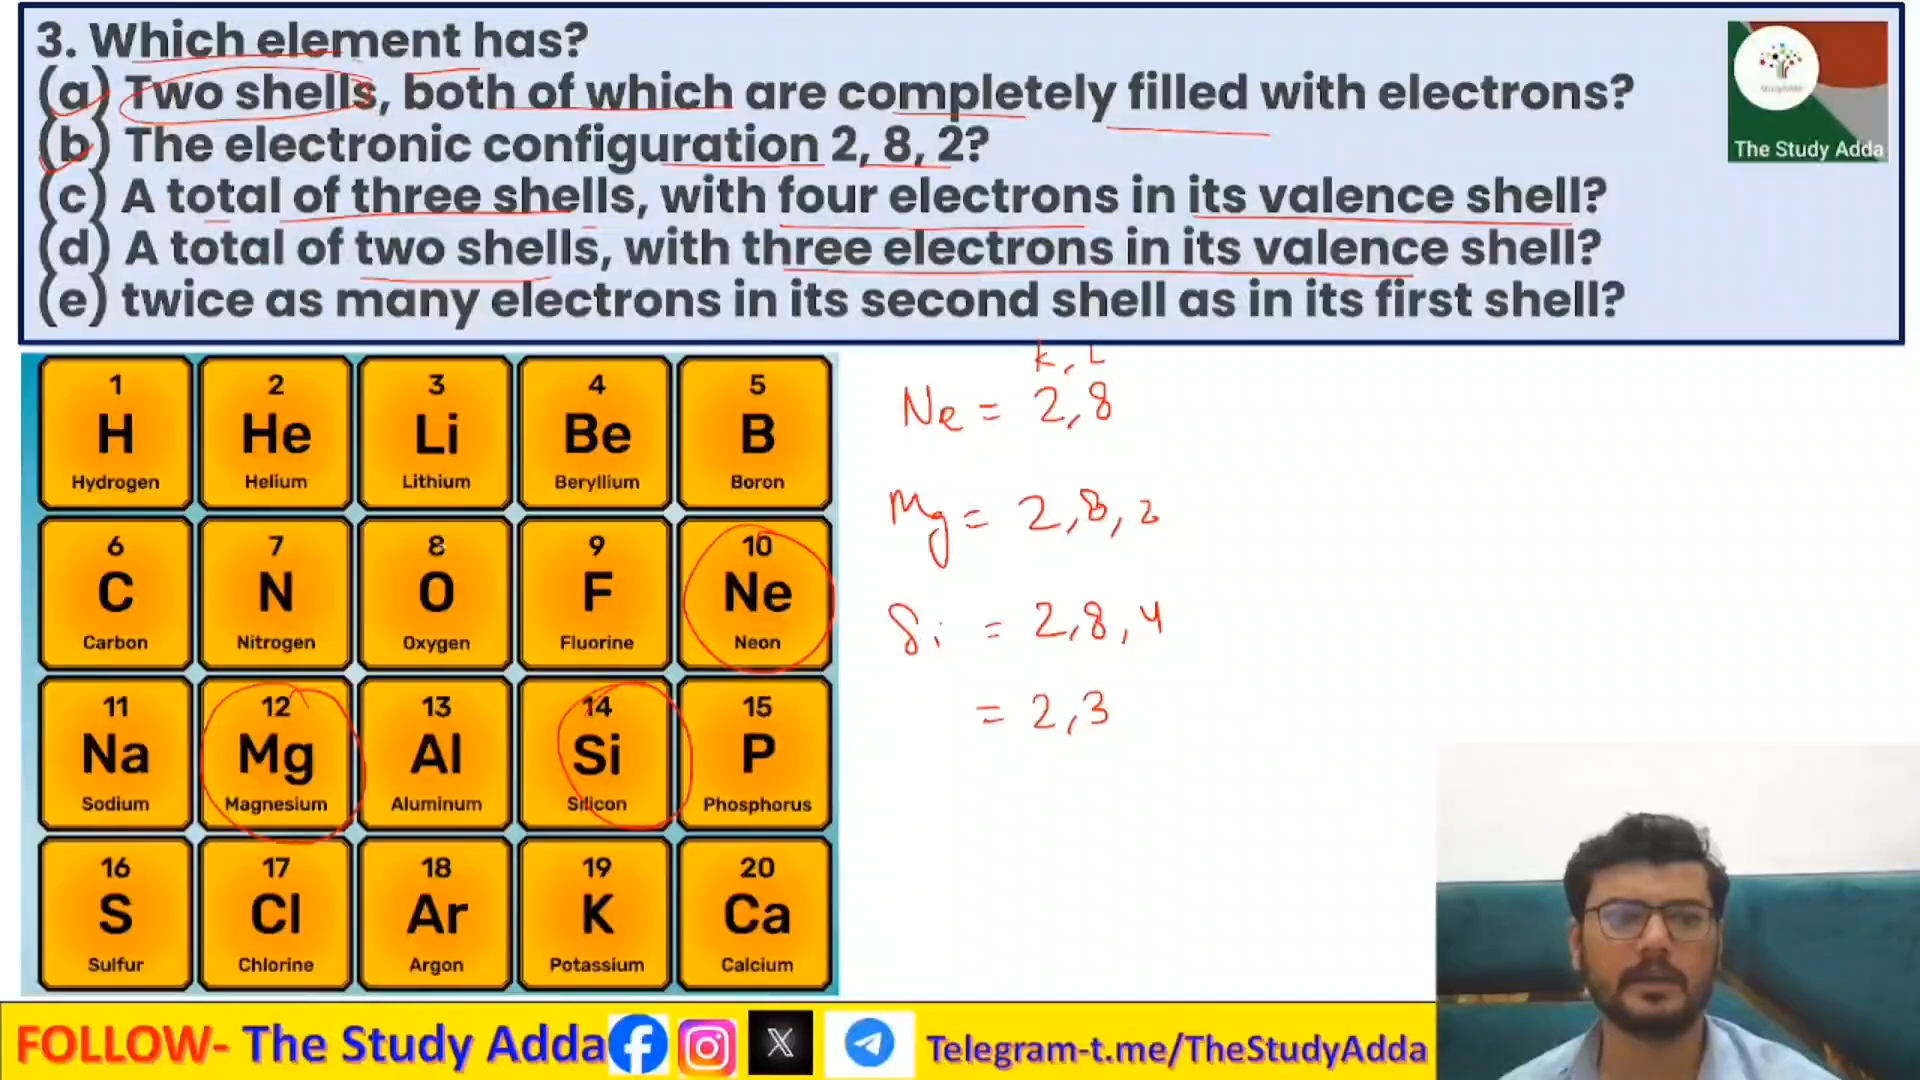 3. Which element has?
(a) Two shells, both of which are completely filled with electrons?
(b) The electronic configuration 2, 8, 2?
(c) A total of three shells, with four electrons in its valence shell?
(d) A total of two shells, with three electrons in its valence shell?
(e) twice as many electrons in its second shell as in its first shell?
The Study Adda
1 2 3 4 5
H He Li Be B
Hydrogen Helium Lithium Beryllium Boron
6 7 8 9 10
C N O F Ne
Carbon Nitrogen Oxygen Fluorine Neon
11 12 13 14 15
Na Mg Al Si P
Sodium Magnesium Aluminum Silicon Phosphorus
16 17 18 19 20
S Cl Ar K Ca
Sulfur Chlorine Argon Potassium Calcium
K, L
Ne = 2,8
Mg = 2,8,2
Si = 2,8,4
= 2,3
FOLLOW- The Study Adda
Telegram-t.me/TheStudyAdda